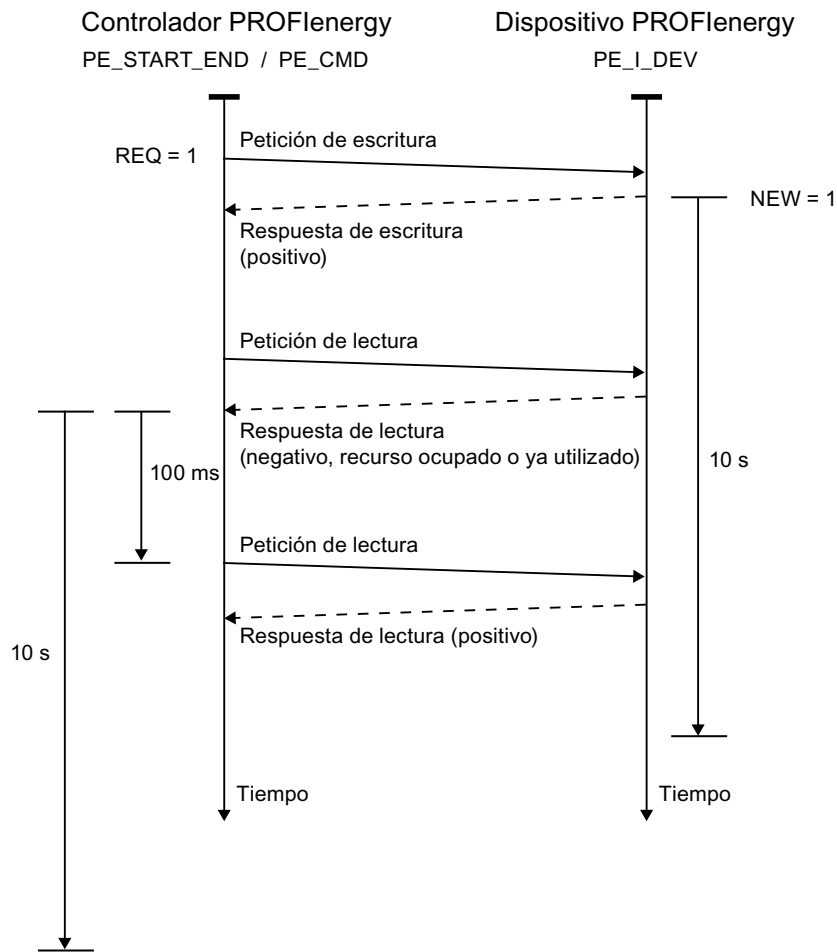 Controlador PROFIenergy
Dispositivo PROFIenergy
PE_START_END / PE_CMD
PE_I_DEV
Petición de escritura
REQ = 1
NEW = 1
Respuesta de escritura
(positivo)
Petición de lectura
Respuesta de lectura
(negativo, recurso ocupado o ya utilizado)
100 ms
10 s
Petición de lectura
Respuesta de lectura (positivo)
10 s
Tiempo
Tiempo